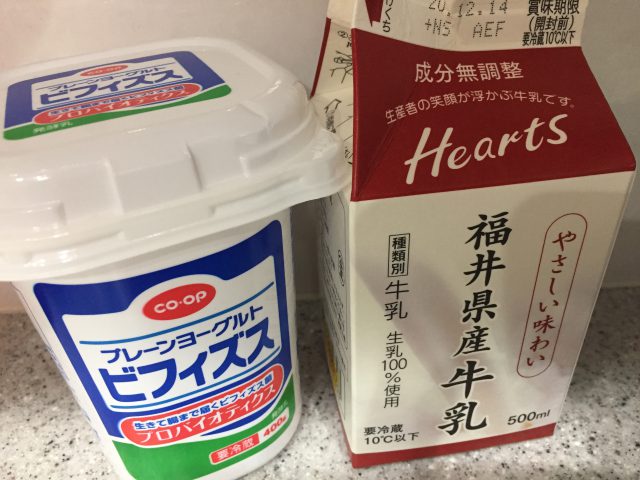 CO·OP
プレーンヨーグルト
ビフィズス
プロバイオティクス
発酵乳
CO·OP
プレーンヨーグルト
ビフィズス
生きて腸まで届くビフィズス菌
プロバイオティクス
要冷蔵
400g
20.12.14
+NS AEF
賞味期限
(開封前)
要冷蔵10℃以下
成分無調整
生産者の笑顔が浮かぶ牛乳です。
Hearts
やさしい味わい
福井県産牛乳
種類別 牛乳 生乳100%使用
500ml
要冷蔵
10℃以下